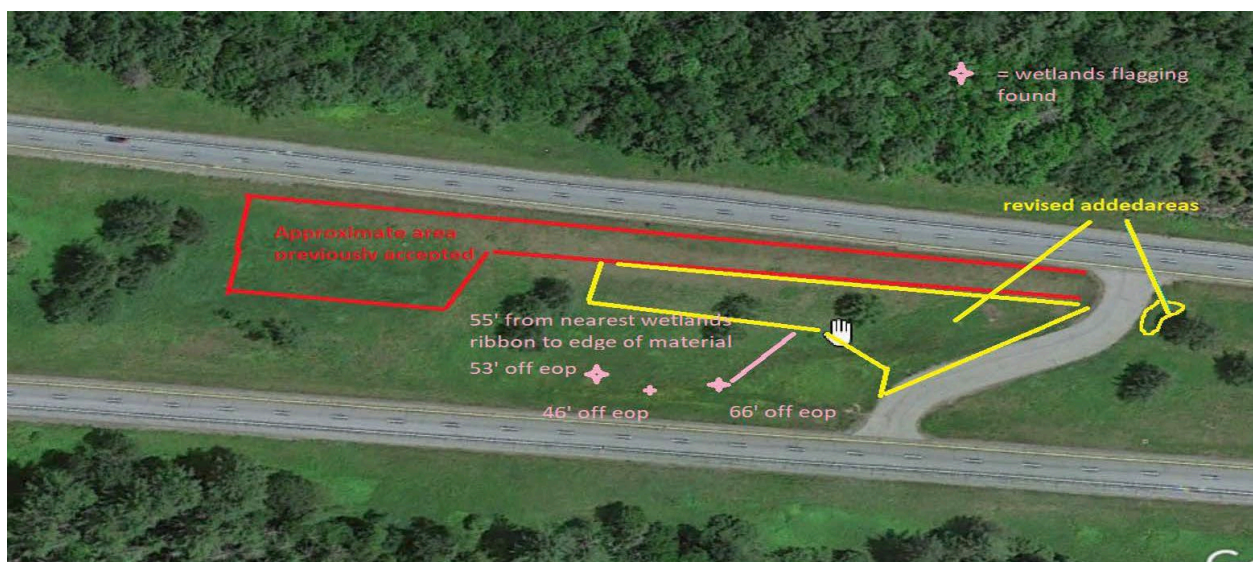 = wetlands flagging
found
revised addedareas
Approximate area
previously accepted
55' from nearest wetlands
ribbon to edge of material
53' off eop
46' off eop
66' off eop